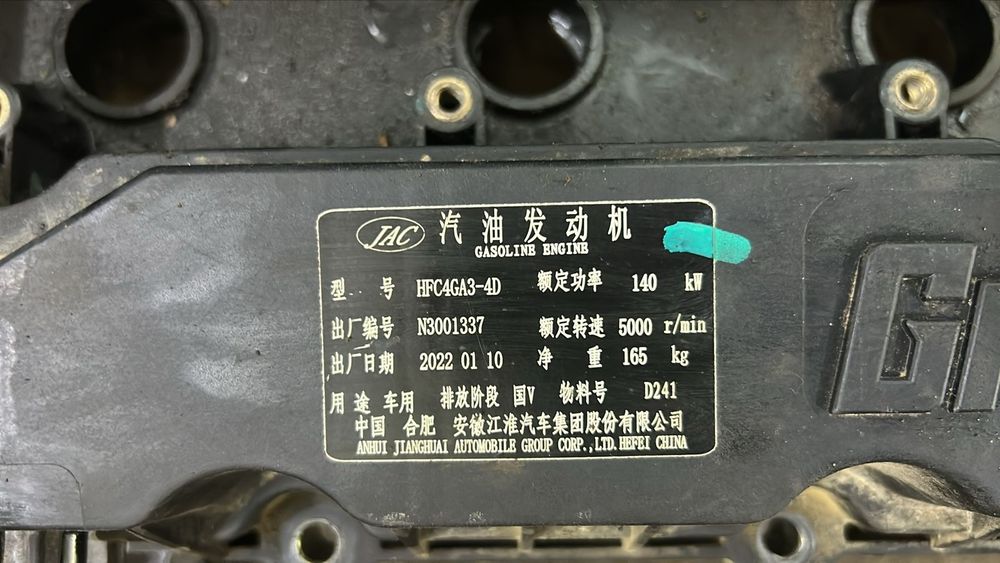 JAC 汽油发动机
GASOLINE ENGINE
型 号 HFC4GA3-4D 额定功率 140 kW
出厂编号 N3001337 额定转速 5000 r/min
出厂日期 2022 01 10 净 重 165 kg
用 途 车用 排放阶段 国V 物料号 D241
中国 合肥 安徽江淮汽车集团股份有限公司
ANHUI JIANGHUAI AUTOMOBILE GROUP CORP.,LTD.HEFEI CHINA